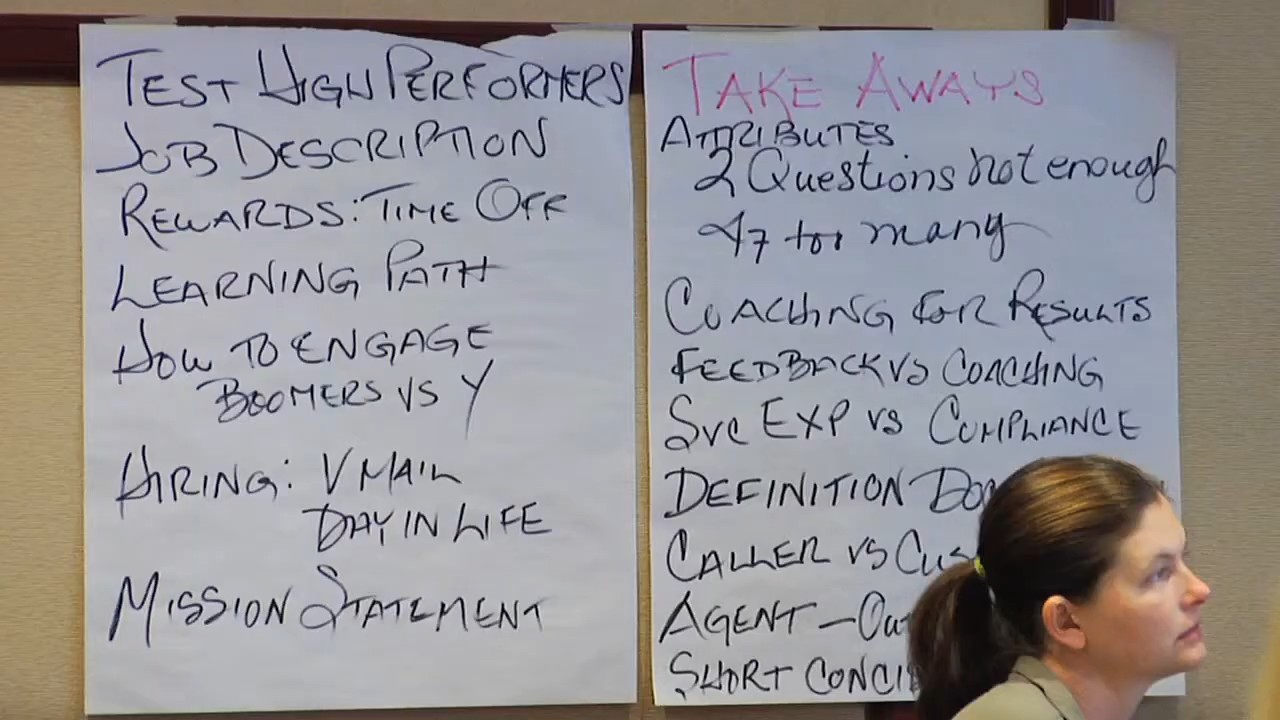 TEST HIGH PERFORMERS
JOB DESCRIPTION
REWARDS: TIME OFF
LEARNING PATH
HOW TO ENGAGE
BOOMERS VS Y
HIRING: V MAIL
DAY IN LIFE
MISSION STATEMENT
TAKE AWAYS
ATTRIBUTES
2 Questions not enough
47 too many
COACHING FOR RESULTS
FEEDBACK VS COACHING
SVC EXP VS COMPLIANCE
DEFINITION
CALLER VS
AGENT –
SHORT